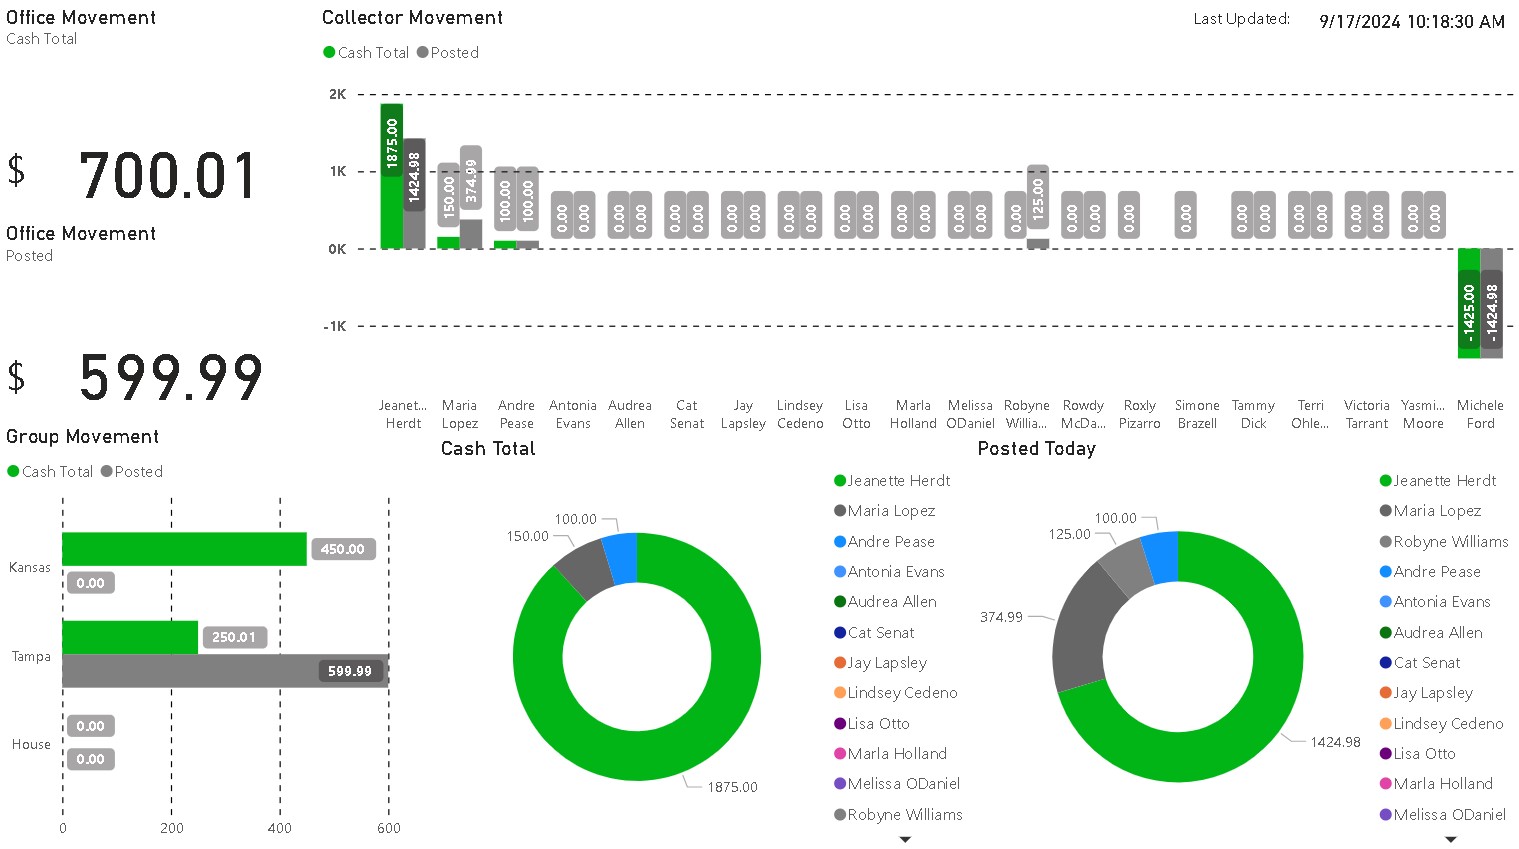 Office Movement
Cash Total
$ 700.01
Office Movement
Posted
$ 599.99
Collector Movement
Last Updated: 9/17/2024 10:18:30 AM
Cash Total Posted
2K
1K
0K
-1K
1875.00 1424.98 150.00 374.99 100.00 100.00 0.00 0.00 0.00 0.00 0.00 0.00 0.00 0.00 0.00 0.00 0.00 0.00 0.00 0.00 0.00 0.00 0.00 125.00 0.00 0.00 0.00 0.00 0.00 0.00 0.00 0.00 0.00 0.00 0.00 0.00 -1425.00 -1424.98
Jeanet... Maria Andre Antonia Audrea Cat Jay Lindsey Lisa Marla Melissa Robyne Rowdy Roxly Simone Tammy Terri Victoria Yasmi... Michele
Herdt Lopez Pease Evans Allen Senat Lapsley Cedeno Otto Holland ODaniel Willia... McDa... Pizarro Brazell Dick Ohle... Tarrant Moore Ford
Group Movement
Cash Total Posted
Kansas
450.00
0.00
Tampa
250.01
599.99
House
0.00
0.00
0 200 400 600
Cash Total
100.00
150.00
1875.00
Jeanette Herdt
Maria Lopez
Andre Pease
Antonia Evans
Audrea Allen
Cat Senat
Jay Lapsley
Lindsey Cedeno
Lisa Otto
Marla Holland
Melissa ODaniel
Robyne Williams
Posted Today
100.00
125.00
374.99
1424.98
Jeanette Herdt
Maria Lopez
Robyne Williams
Andre Pease
Antonia Evans
Audrea Allen
Cat Senat
Jay Lapsley
Lindsey Cedeno
Lisa Otto
Marla Holland
Melissa ODaniel